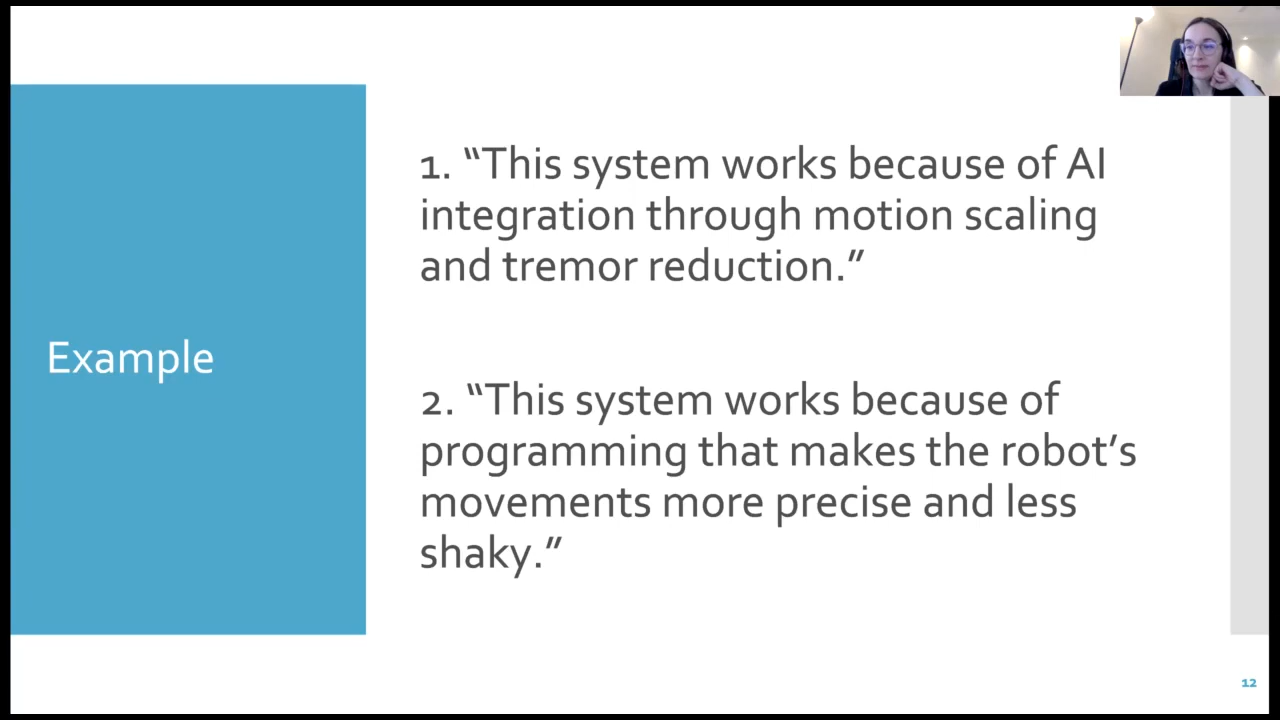 Example
1. “This system works because of AI
integration through motion scaling
and tremor reduction.”
2. “This system works because of
programming that makes the robot’s
movements more precise and less
shaky.”
12